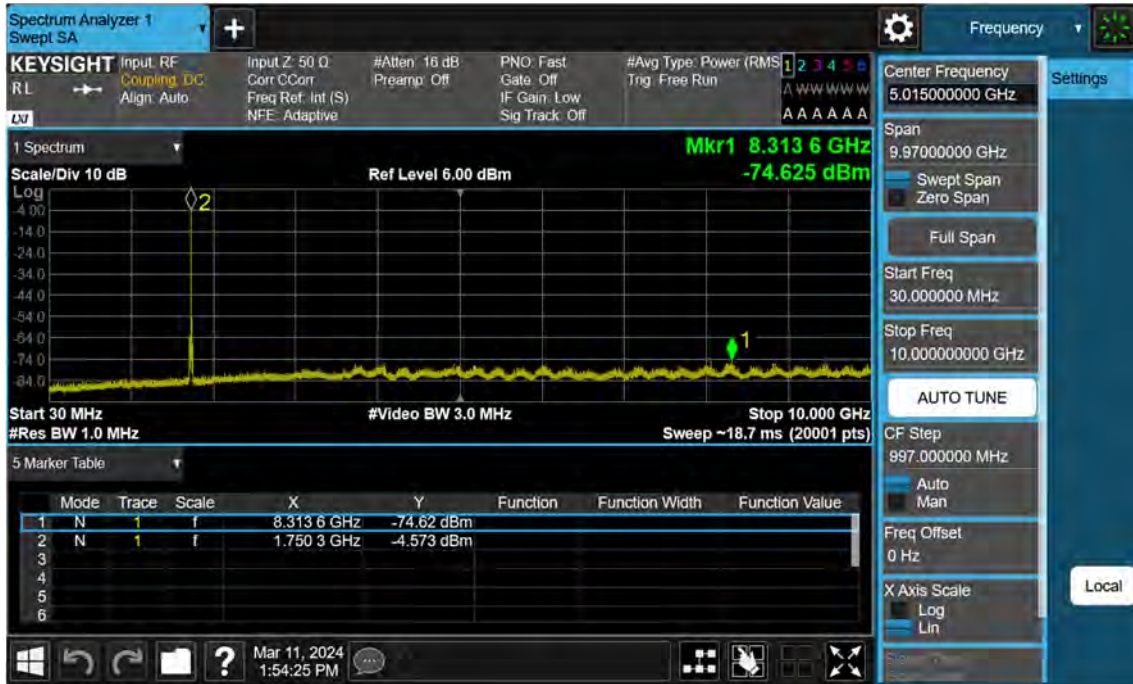 Spectrum Analyzer 1
Swept SA
Frequency
KEYSIGHT
RL
LXI
Input: RF
Coupling: DC
Align: Auto
Input Z: 50 Ω
Corr CCorr
Freq Ref: Int (S)
NFE: Adaptive
#Atten: 16 dB
Preamp: Off
PNO: Fast
Gate: Off
IF Gain: Low
Sig Track: Off
#Avg Type: Power (RMS
Trig: Free Run
1 2 3 4 5 6
A W W W W W
A A A A A A
1 Spectrum
Mkr1 8.313 6 GHz
-74.625 dBm
Scale/Div 10 dB
Ref Level 6.00 dBm
Log
-4.00
-14.0
-24.0
-34.0
-44.0
-54.0
-64.0
-74.0
-84.0
2
1
Start 30 MHz
#Video BW 3.0 MHz
Stop 10.000 GHz
#Res BW 1.0 MHz
Sweep ~18.7 ms (20001 pts)
5 Marker Table
Mode Trace Scale X Y Function Function Width Function Value
1 N 1 f 8.313 6 GHz -74.62 dBm
2 N 1 f 1.750 3 GHz -4.573 dBm
3
4
5
6
Mar 11, 2024
1:54:25 PM
?
Center Frequency
5.015000000 GHz
Settings
Span
9.97000000 GHz
Swept Span
Zero Span
Full Span
Start Freq
30.000000 MHz
Stop Freq
10.000000000 GHz
AUTO TUNE
CF Step
997.000000 MHz
Auto
Man
Freq Offset
0 Hz
X Axis Scale
Log
Lin
Local